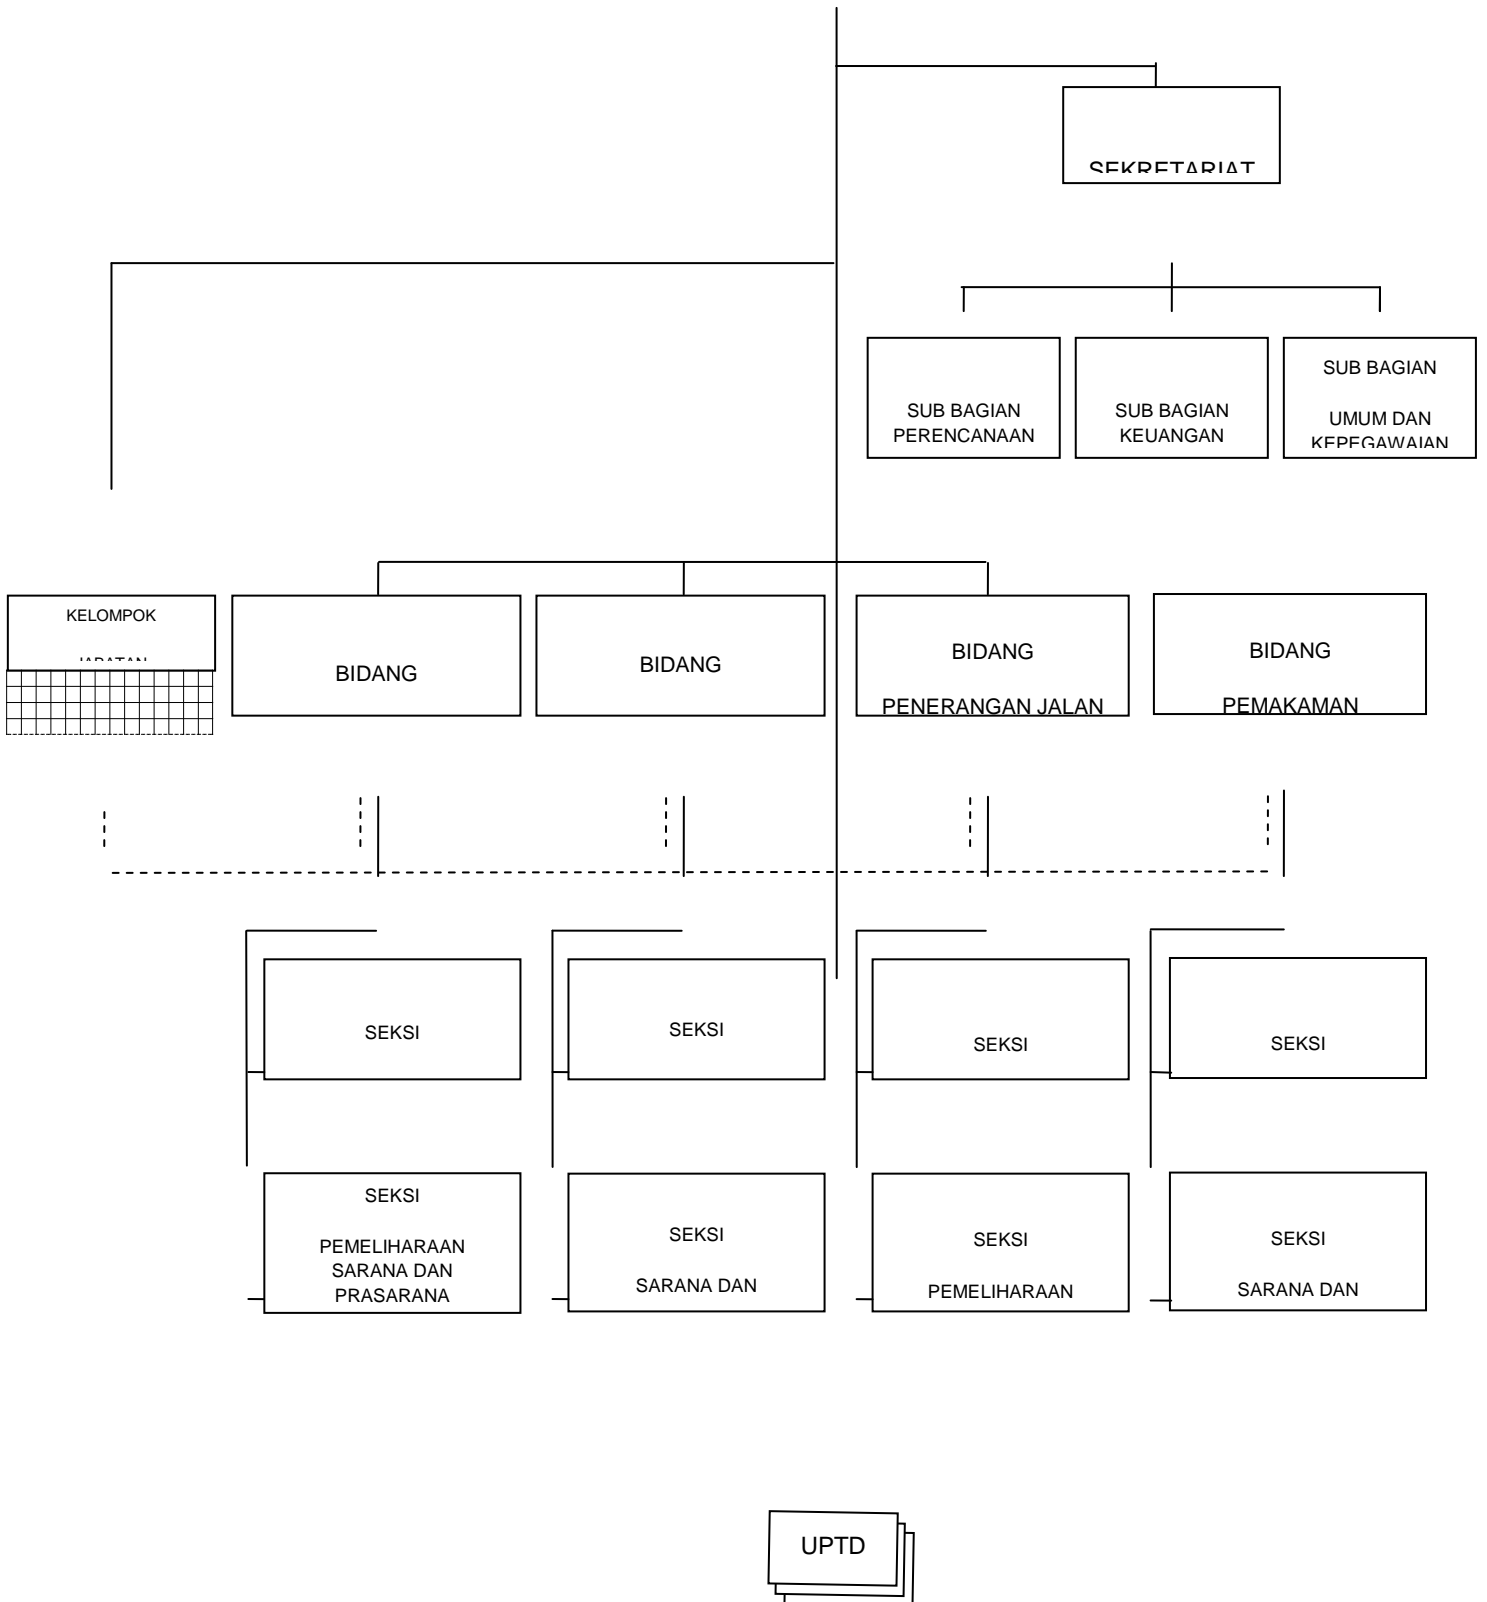 SEKRETARIAT
SUB BAGIAN
PERENCANAAN
SUB BAGIAN
KEUANGAN
SUB BAGIAN
UMUM DAN
KEPEGAWAIAN
KELOMPOK
JABATAN
BIDANG
BIDANG
BIDANG
PENERANGAN JALAN
BIDANG
PEMAKAMAN
SEKSI
SEKSI
SEKSI
SEKSI
SEKSI
PEMELIHARAAN
SARANA DAN
PRASARANA
SEKSI
SARANA DAN
SEKSI
PEMELIHARAAN
SEKSI
SARANA DAN
UPTD